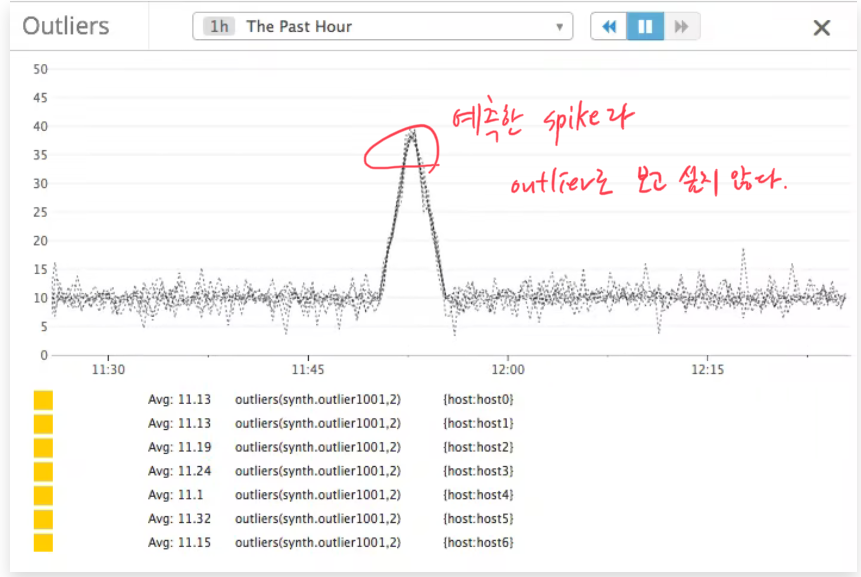 Outliers
1h The Past Hour
50
45
40
35
30
25
20
15
10
5
0
예측한 spike라
outlier로 보고 싶지 않다.
11:30 11:45 12:00 12:15
Avg: 11.13 outliers(synth.outlier1001,2) {host:host0}
Avg: 11.13 outliers(synth.outlier1001,2) {host:host1}
Avg: 11.19 outliers(synth.outlier1001,2) {host:host2}
Avg: 11.24 outliers(synth.outlier1001,2) {host:host3}
Avg: 11.1 outliers(synth.outlier1001,2) {host:host4}
Avg: 11.32 outliers(synth.outlier1001,2) {host:host5}
Avg: 11.15 outliers(synth.outlier1001,2) {host:host6}